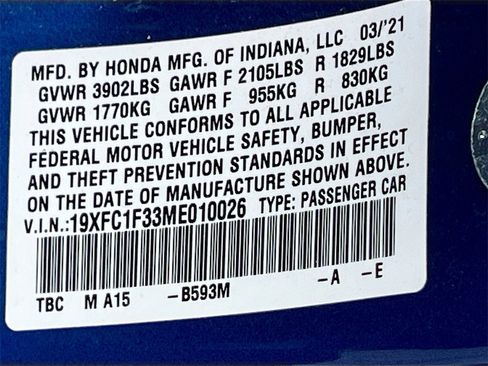 MFD. BY HONDA MFG. OF INDIANA, LLC 03/'21
GVWR 3902LBS GAWR F 2105LBS R 1829LBS
GVWR 1770KG GAWR F 955KG R 830KG
THIS VEHICLE CONFORMS TO ALL APPLICABLE
FEDERAL MOTOR VEHICLE SAFETY, BUMPER,
AND THEFT PREVENTION STANDARDS IN EFFECT
ON THE DATE OF MANUFACTURE SHOWN ABOVE.
V.I.N.:19XFC1F33ME010026 TYPE: PASSENGER CAR
TBC M A15 -B593M -A -E